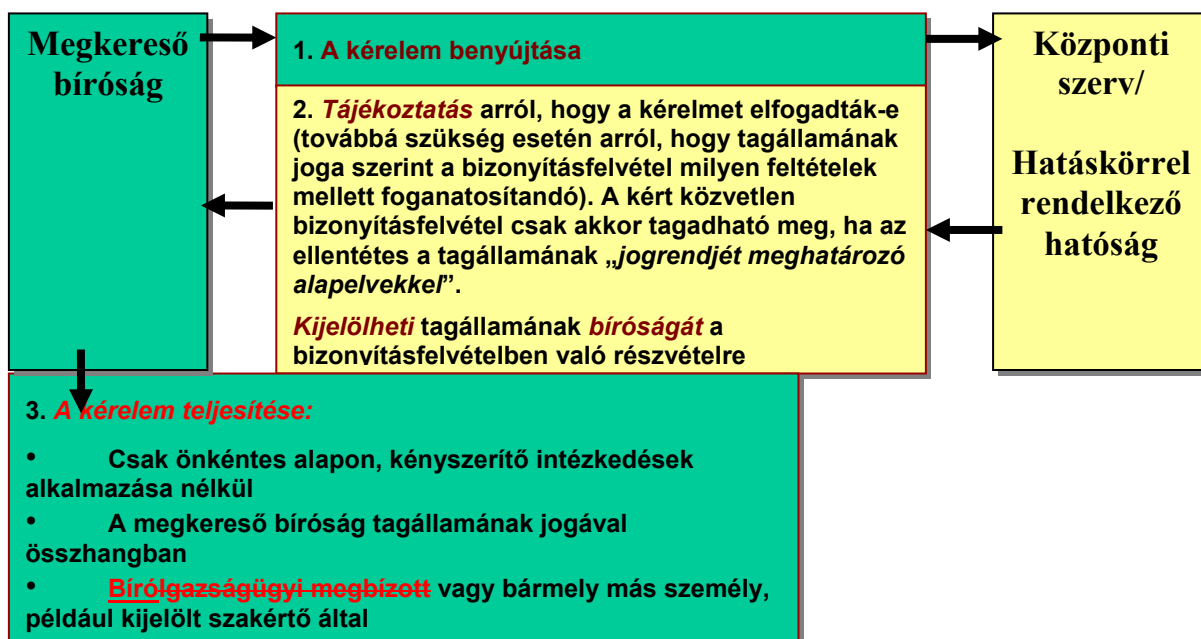 Megkereső
bíróság
1. A kérelem benyújtása
2. Tájékoztatás arról, hogy a kérelmet elfogadták-e
(továbbá szükség esetén arról, hogy tagállamának
joga szerint a bizonyításfelvétel milyen feltételek
mellett foganatosítandó). A kért közvetlen
bizonyításfelvétel csak akkor tagadható meg, ha az
ellentétes a tagállamának „jogrendjét meghatározó
alapelvekkel”.
Kijelölheti tagállamának bíróságát a
bizonyításfelvételben való részvételre
Központi
szerv/
Hatáskörrel
rendelkező
hatóság
3. A kérelem teljesítése:
• Csak önkéntes alapon, kényszerítő intézkedések
alkalmazása nélkül
• A megkereső bíróság tagállamának jogával
összhangban
• BíróIgazságügyi megbízott vagy bármely más személy,
például kijelölt szakértő által